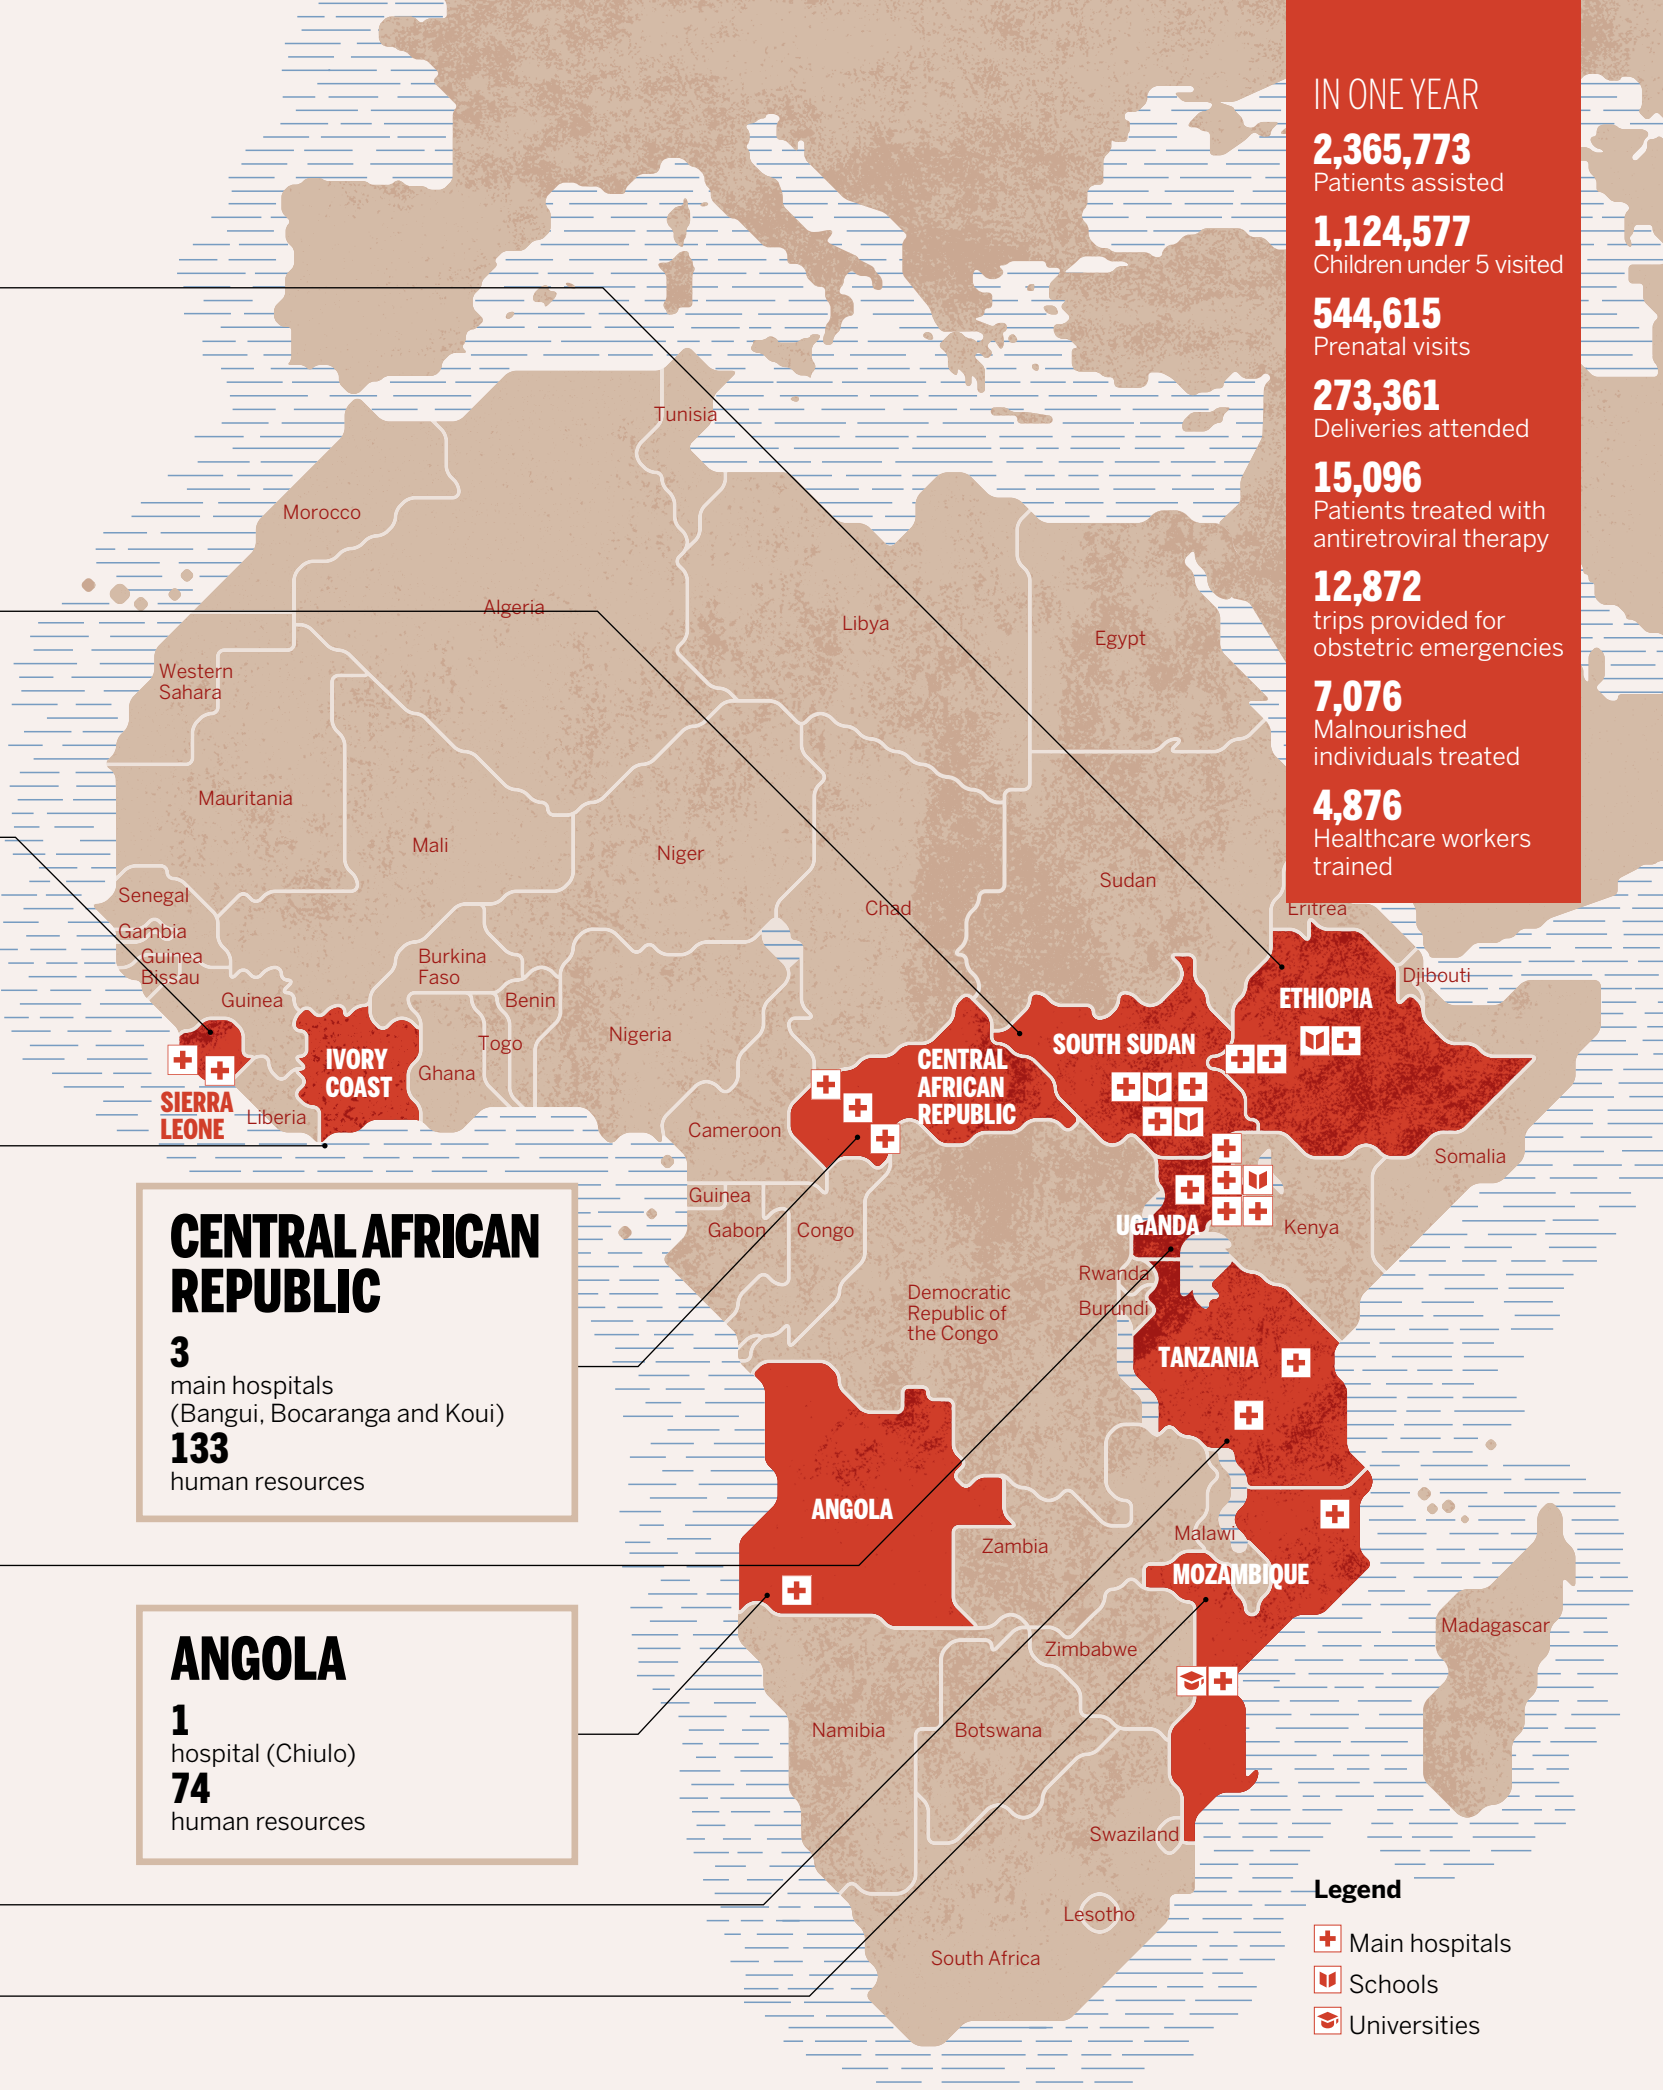 IN ONE YEAR
2,365,773
Patients assisted
1,124,577
Children under 5 visited
544,615
Prenatal visits
273,361
Deliveries attended
15,096
Patients treated with
antiretroviral therapy
12,872
trips provided for
obstetric emergencies
7,076
Malnourished
individuals treated
4,876
Healthcare workers
trained
Tunisia
Morocco
Algeria
Libya
Egypt
Western
Sahara
Mauritania
Mali
Niger
Chad
Sudan
Eritrea
Senegal
Gambia
Guinea
Bissau
Guinea
Burkina
Faso
Benin
Togo
Ghana
Nigeria
Djibouti
ETHIOPIA
SOUTH SUDAN
CENTRAL
AFRICAN
REPUBLIC
IVORY
COAST
SIERRA
LEONE
Liberia
Cameroon
Somalia
Guinea
Gabon
Congo
UGANDA
Kenya
Rwanda
Burundi
Democratic
Republic of
the Congo
TANZANIA
CENTRAL AFRICAN
REPUBLIC
3
main hospitals
(Bangui, Bocaranga and Koui)
133
human resources
ANGOLA
Zambia
Malawi
MOZAMBIQUE
Zimbabwe
Madagascar
ANGOLA
1
hospital (Chiulo)
74
human resources
Namibia
Botswana
Swaziland
Lesotho
South Africa
Legend
Main hospitals
Schools
Universities